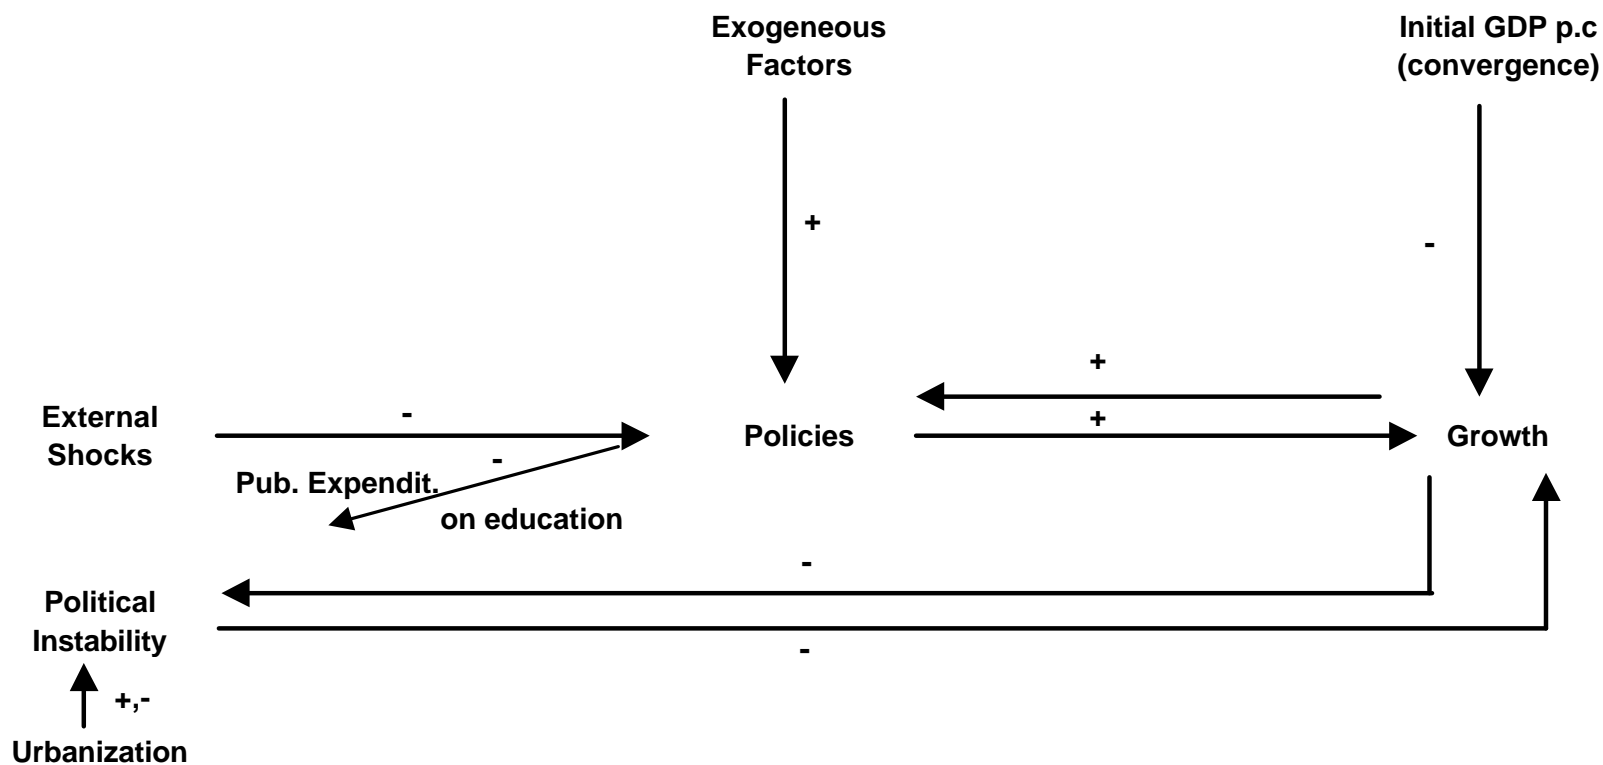 Exogeneous
Factors
Initial GDP p.c
(convergence)
+
-
+
External
Shocks
-
+
Policies
Growth
-
Pub. Expendit.
on education
-
Political
Instability
-
+,-
Urbanization